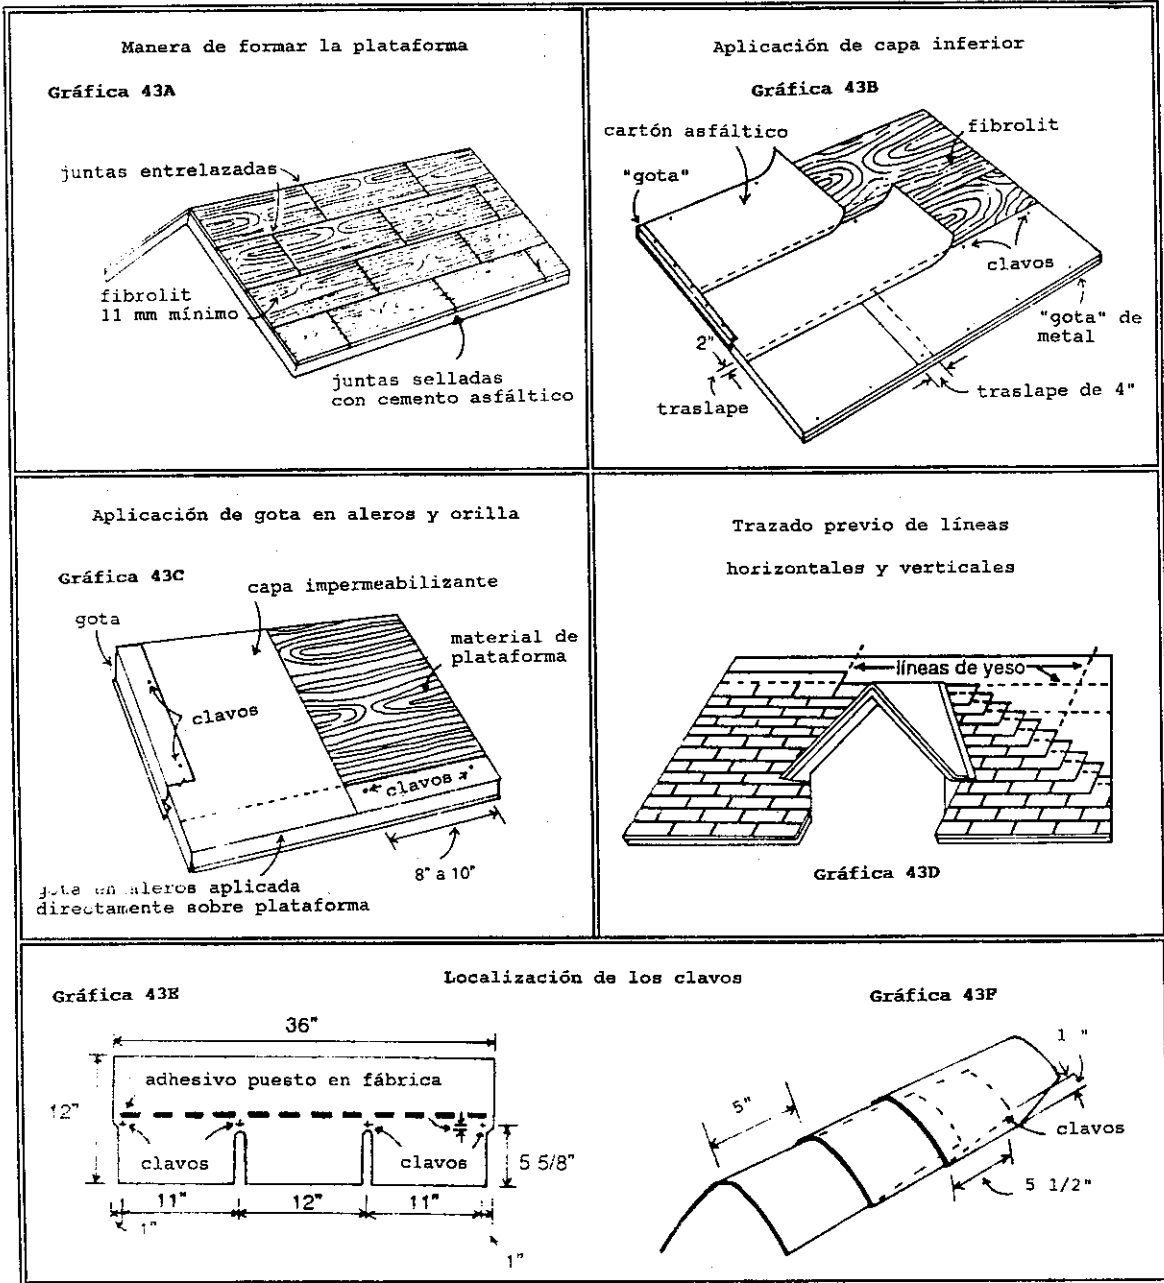 Manera de formar la plataforma
Gráfica 43A
juntas entrelazadas
fibrolit
11 mm mínimo
juntas selladas
con cemento asfáltico
Aplicación de capa inferior
Gráfica 43B
cartón asfáltico
fibrolit
"gota"
clavos
"gota" de
metal
2"
traslape
traslape de 4"
Aplicación de gota en aleros y orilla
Gráfica 43C
capa impermeabilizante
gota
material de
plataforma
clavos
clavos
8" a 10"
gota en aleros aplicada
directamente sobre plataforma
Trazado previo de líneas
horizontales y verticales
líneas de yeso
Gráfica 43D
Localización de los clavos
Gráfica 43E
36"
adhesivo puesto en fábrica
12"
clavos
clavos
5 5/8"
11"
12"
11"
1"
1"
Gráfica 43F
1 "
5"
clavos
5 1/2"